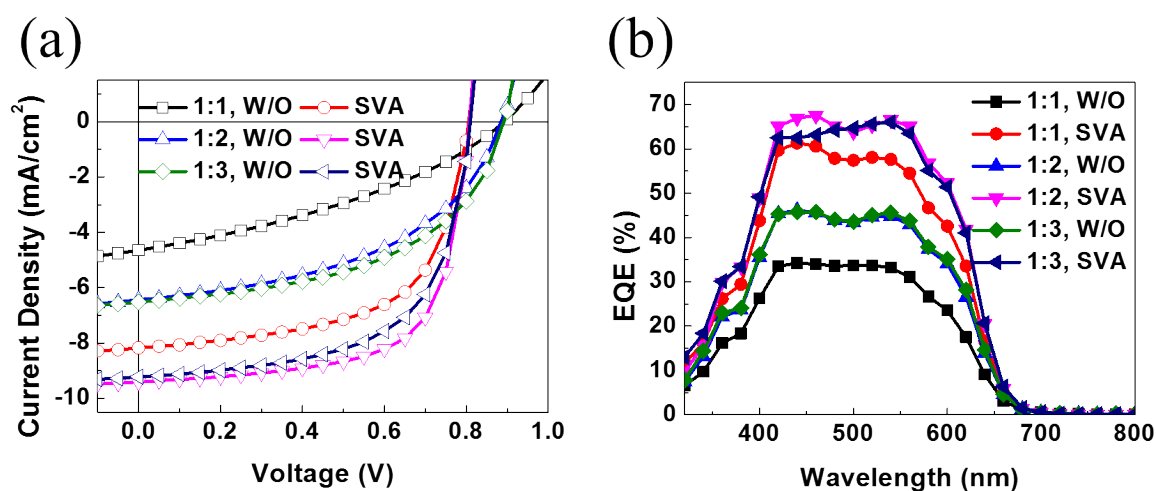 (a)
1:1, W/O SVA
1:2, W/O SVA
1:3, W/O SVA
0
-2
-4
-6
-8
-10
Current Density (mA/cm²)
0.0 0.2 0.4 0.6 0.8 1.0
Voltage (V)
(b)
1:1, W/O
1:1, SVA
1:2, W/O
1:2, SVA
1:3, W/O
1:3, SVA
70
60
50
40
30
20
10
0
EQE (%)
400 500 600 700 800
Wavelength (nm)